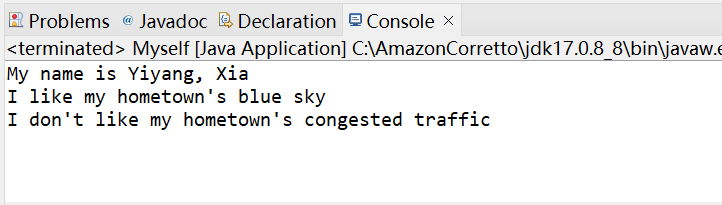 Problems @ Javadoc Declaration Console ×
<terminated> Myself [Java Application] C:\AmazonCorretto\jdk17.0.8_8\bin\javaw.e
My name is Yiyang, Xia
I like my hometown's blue sky
I don't like my hometown's congested traffic